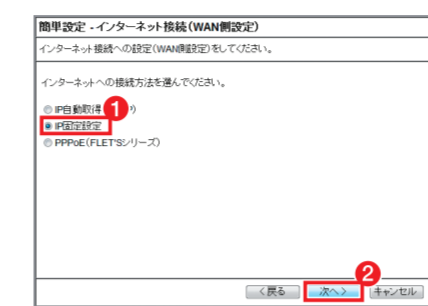 簡単設定 - インターネット接続(WAN側設定)
インターネット接続への設定(WAN側設定)をしてください。
インターネットへの接続方法を選んでください。
IP自動取得
1
IP固定設定
PPPoE(FLET'Sシリーズ)
2
<戻る 次へ> キャンセル